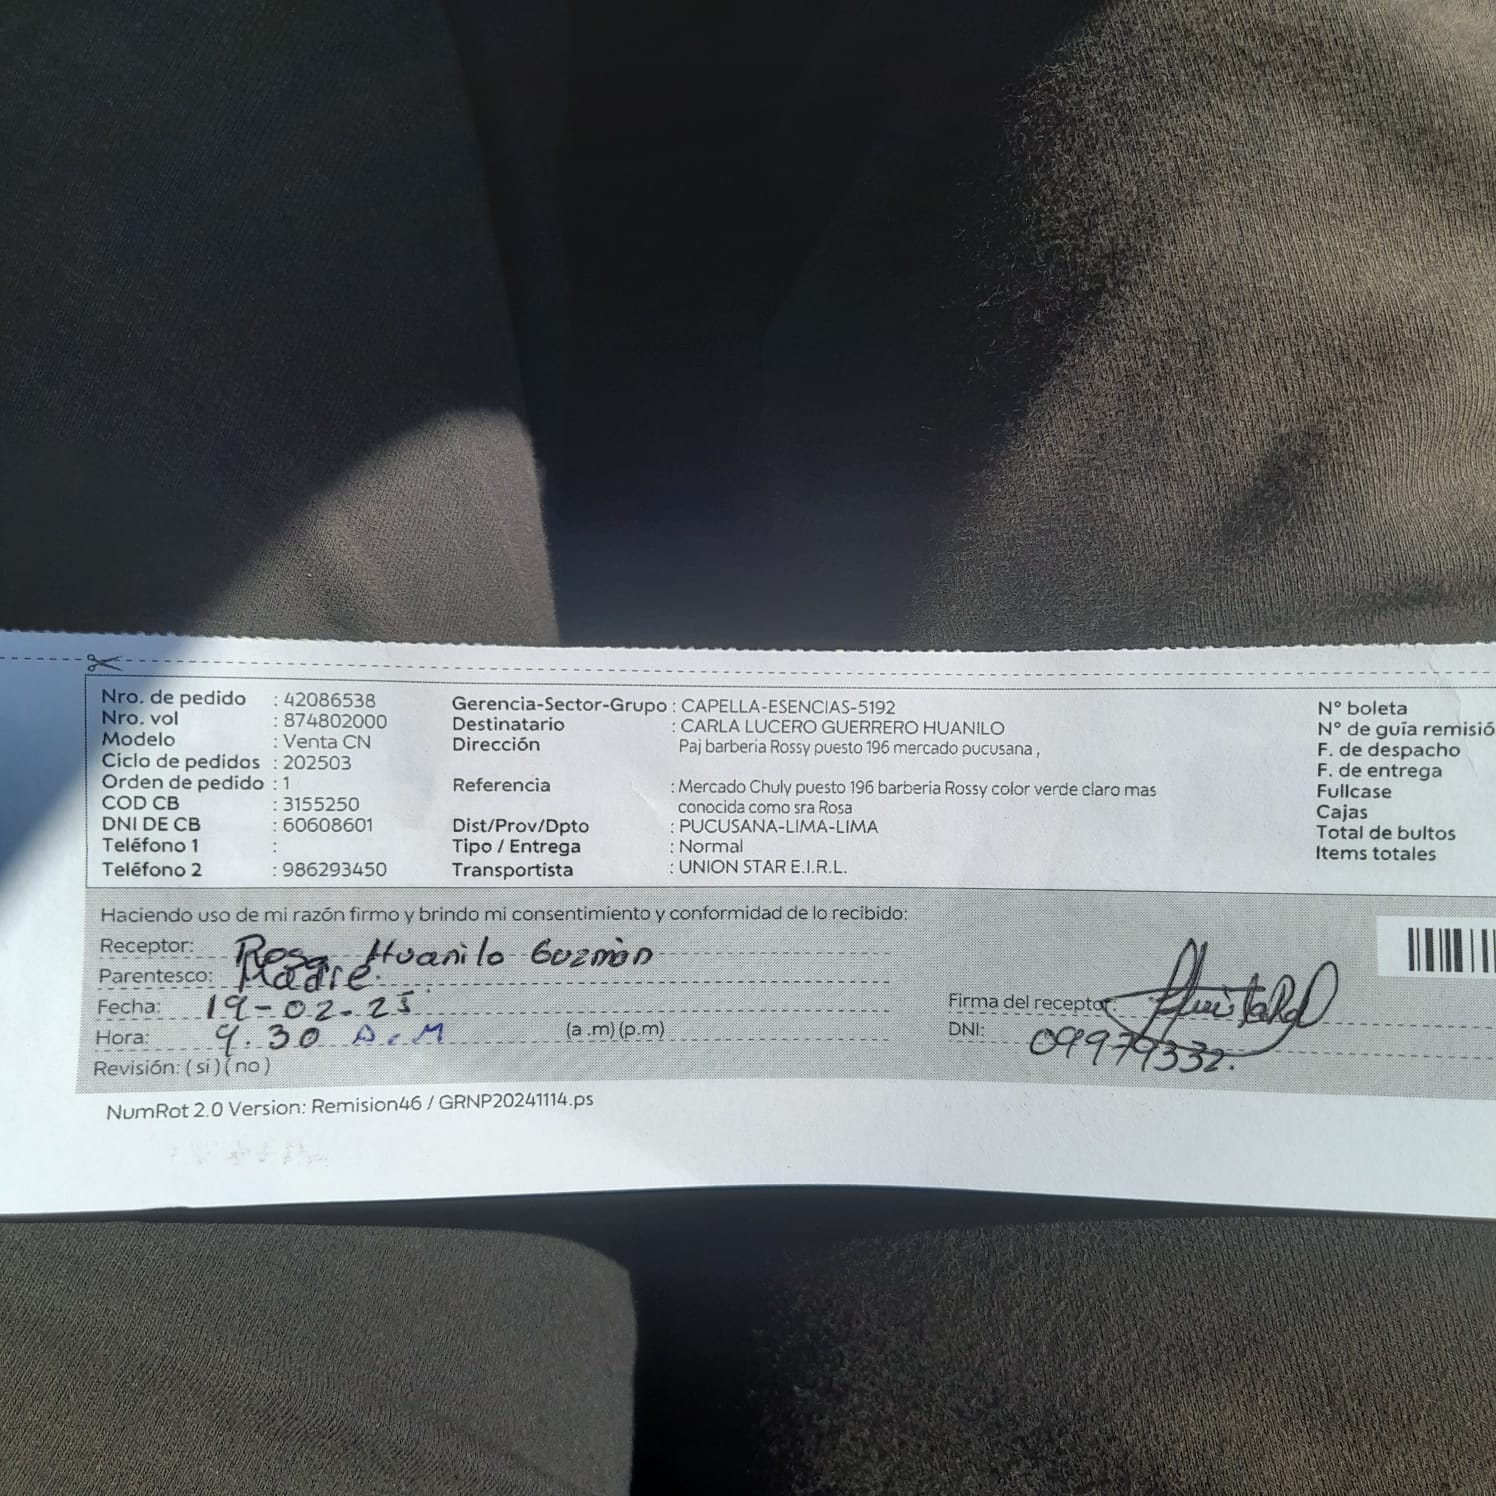 Nro. de pedido : 42086538
Nro. vol : 874802000
Modelo : Venta CN
Ciclo de pedidos : 202503
Orden de pedido : 1
COD CB : 3155250
DNI DE CB : 60608601
Teléfono 1 :
Teléfono 2 : 986293450
Gerencia-Sector-Grupo : CAPELLA-ESENCIAS-5192
Destinatario : CARLA LUCERO GUERRERO HUANILO
Dirección Paj barberia Rossy puesto 196 mercado pucusana ,
Referencia : Mercado Chuly puesto 196 barberia Rossy color verde claro mas
conocida como sra Rosa
Dist/Prov/Dpto : PUCUSANA-LIMA-LIMA
Tipo / Entrega : Normal
Transportista : UNION STAR E.I.R.L.
N° boleta
N° de guía remisió
F. de despacho
F. de entrega
Fullcase
Cajas
Total de bultos
Items totales
Haciendo uso de mi razón firmo y brindo mi consentimiento y conformidad de lo recibido:
Receptor: Rosa Huanilo Guzmàn
Parentesco: Madre.
Fecha: 19-02-25
Hora: 9.30 A.M (a .m) (p.m)
Revisión: ( si ) ( no )
Firma del receptor
DNI: 09979332.
NumRot 2.0 Version: Remision46 / GRNP20241114.ps